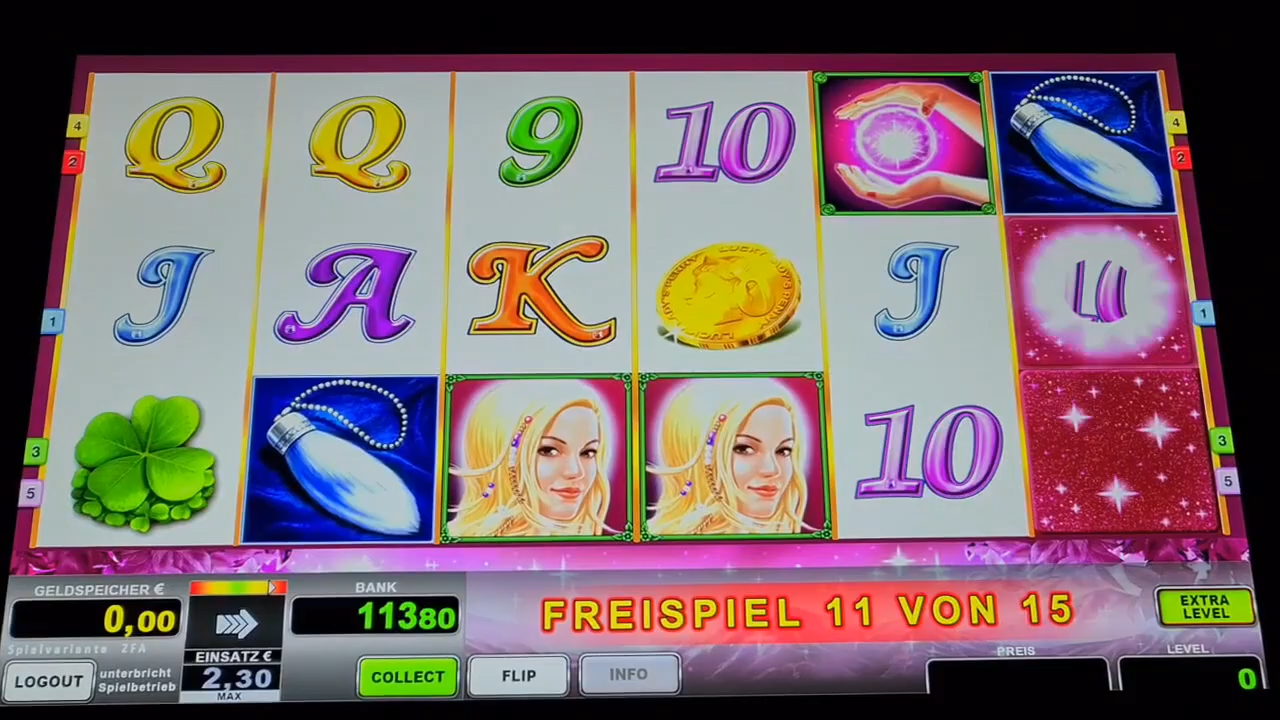 Q Q 9 10
4 4
2 2
J A K J
LUCKY
1 1
10
3 3
5 5
GELDSPEICHER €
0,00
Spielvariante 2FA
LOGOUT
unterbricht
Spielbetrieb
EINSATZ €
2,30
MAX
BANK
11380
COLLECT
FLIP
INFO
FREISPIEL 11 VON 15
EXTRA
LEVEL
PREIS
LEVEL
0